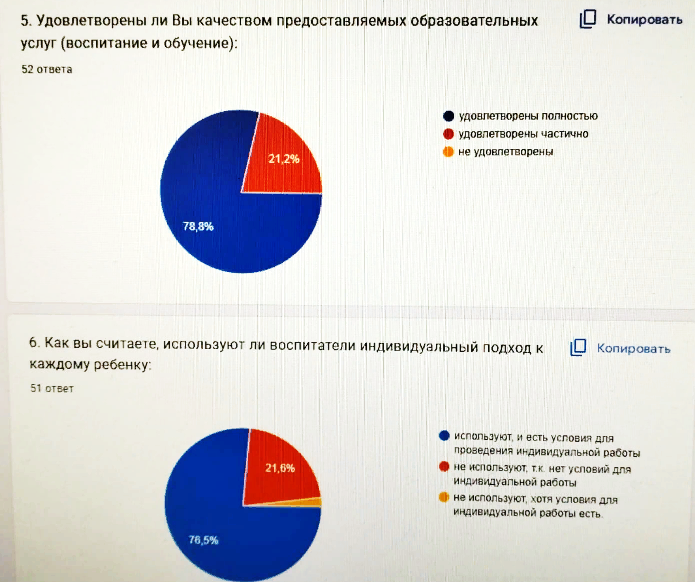 5. Удовлетворены ли Вы качеством предоставляемых образовательных
услуг (воспитание и обучение):
Копировать
52 ответа
удовлетворены полностью
удовлетворены частично
не удовлетворены
21,2%
78,8%
6. Как вы считаете, используют ли воспитатели индивидуальный подход к
каждому ребенку:
Копировать
51 ответ
используют, и есть условия для
проведения индивидуальной работы
не используют, т.к. нет условий для
индивидуальной работы
не используют, хотя условия для
индивидуальной работы есть.
21,6%
76,5%